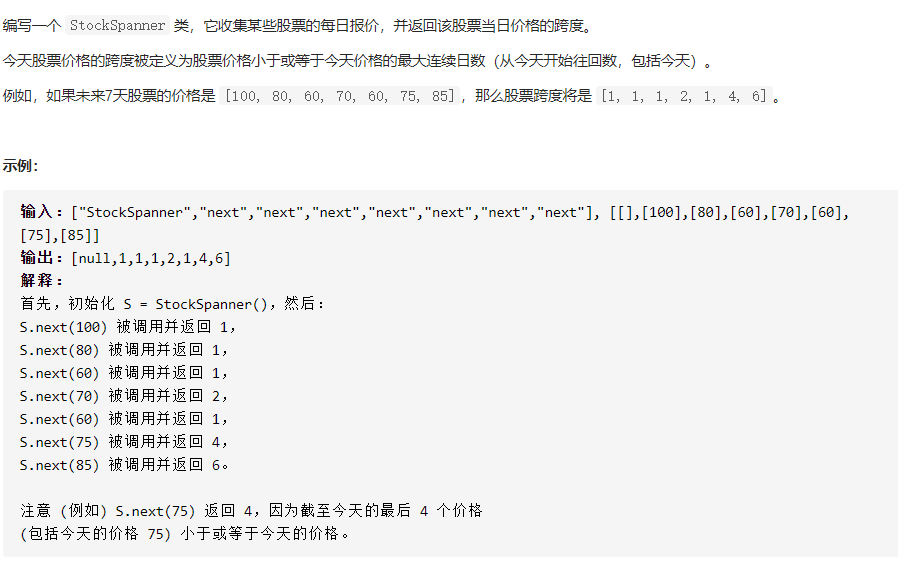 编写一个 StockSpanner 类，它收集某些股票的每日报价，并返回该股票当日价格的跨度。
今天股票价格的跨度被定义为股票价格小于或等于今天价格的最大连续日数（从今天开始往回数，包括今天）。
例如，如果未来7天股票的价格是 [100, 80, 60, 70, 60, 75, 85]，那么股票跨度将是 [1, 1, 1, 2, 1, 4, 6]。
示例：
输入：["StockSpanner","next","next","next","next","next","next","next"], [[],[100],[80],[60],[70],[60],
[75],[85]]
输出：[null,1,1,1,2,1,4,6]
解释：
首先，初始化 S = StockSpanner()，然后：
S.next(100) 被调用并返回 1，
S.next(80) 被调用并返回 1，
S.next(60) 被调用并返回 1，
S.next(70) 被调用并返回 2，
S.next(60) 被调用并返回 1，
S.next(75) 被调用并返回 4，
S.next(85) 被调用并返回 6。
注意 (例如) S.next(75) 返回 4，因为截至今天的最后 4 个价格
(包括今天的价格 75) 小于或等于今天的价格。